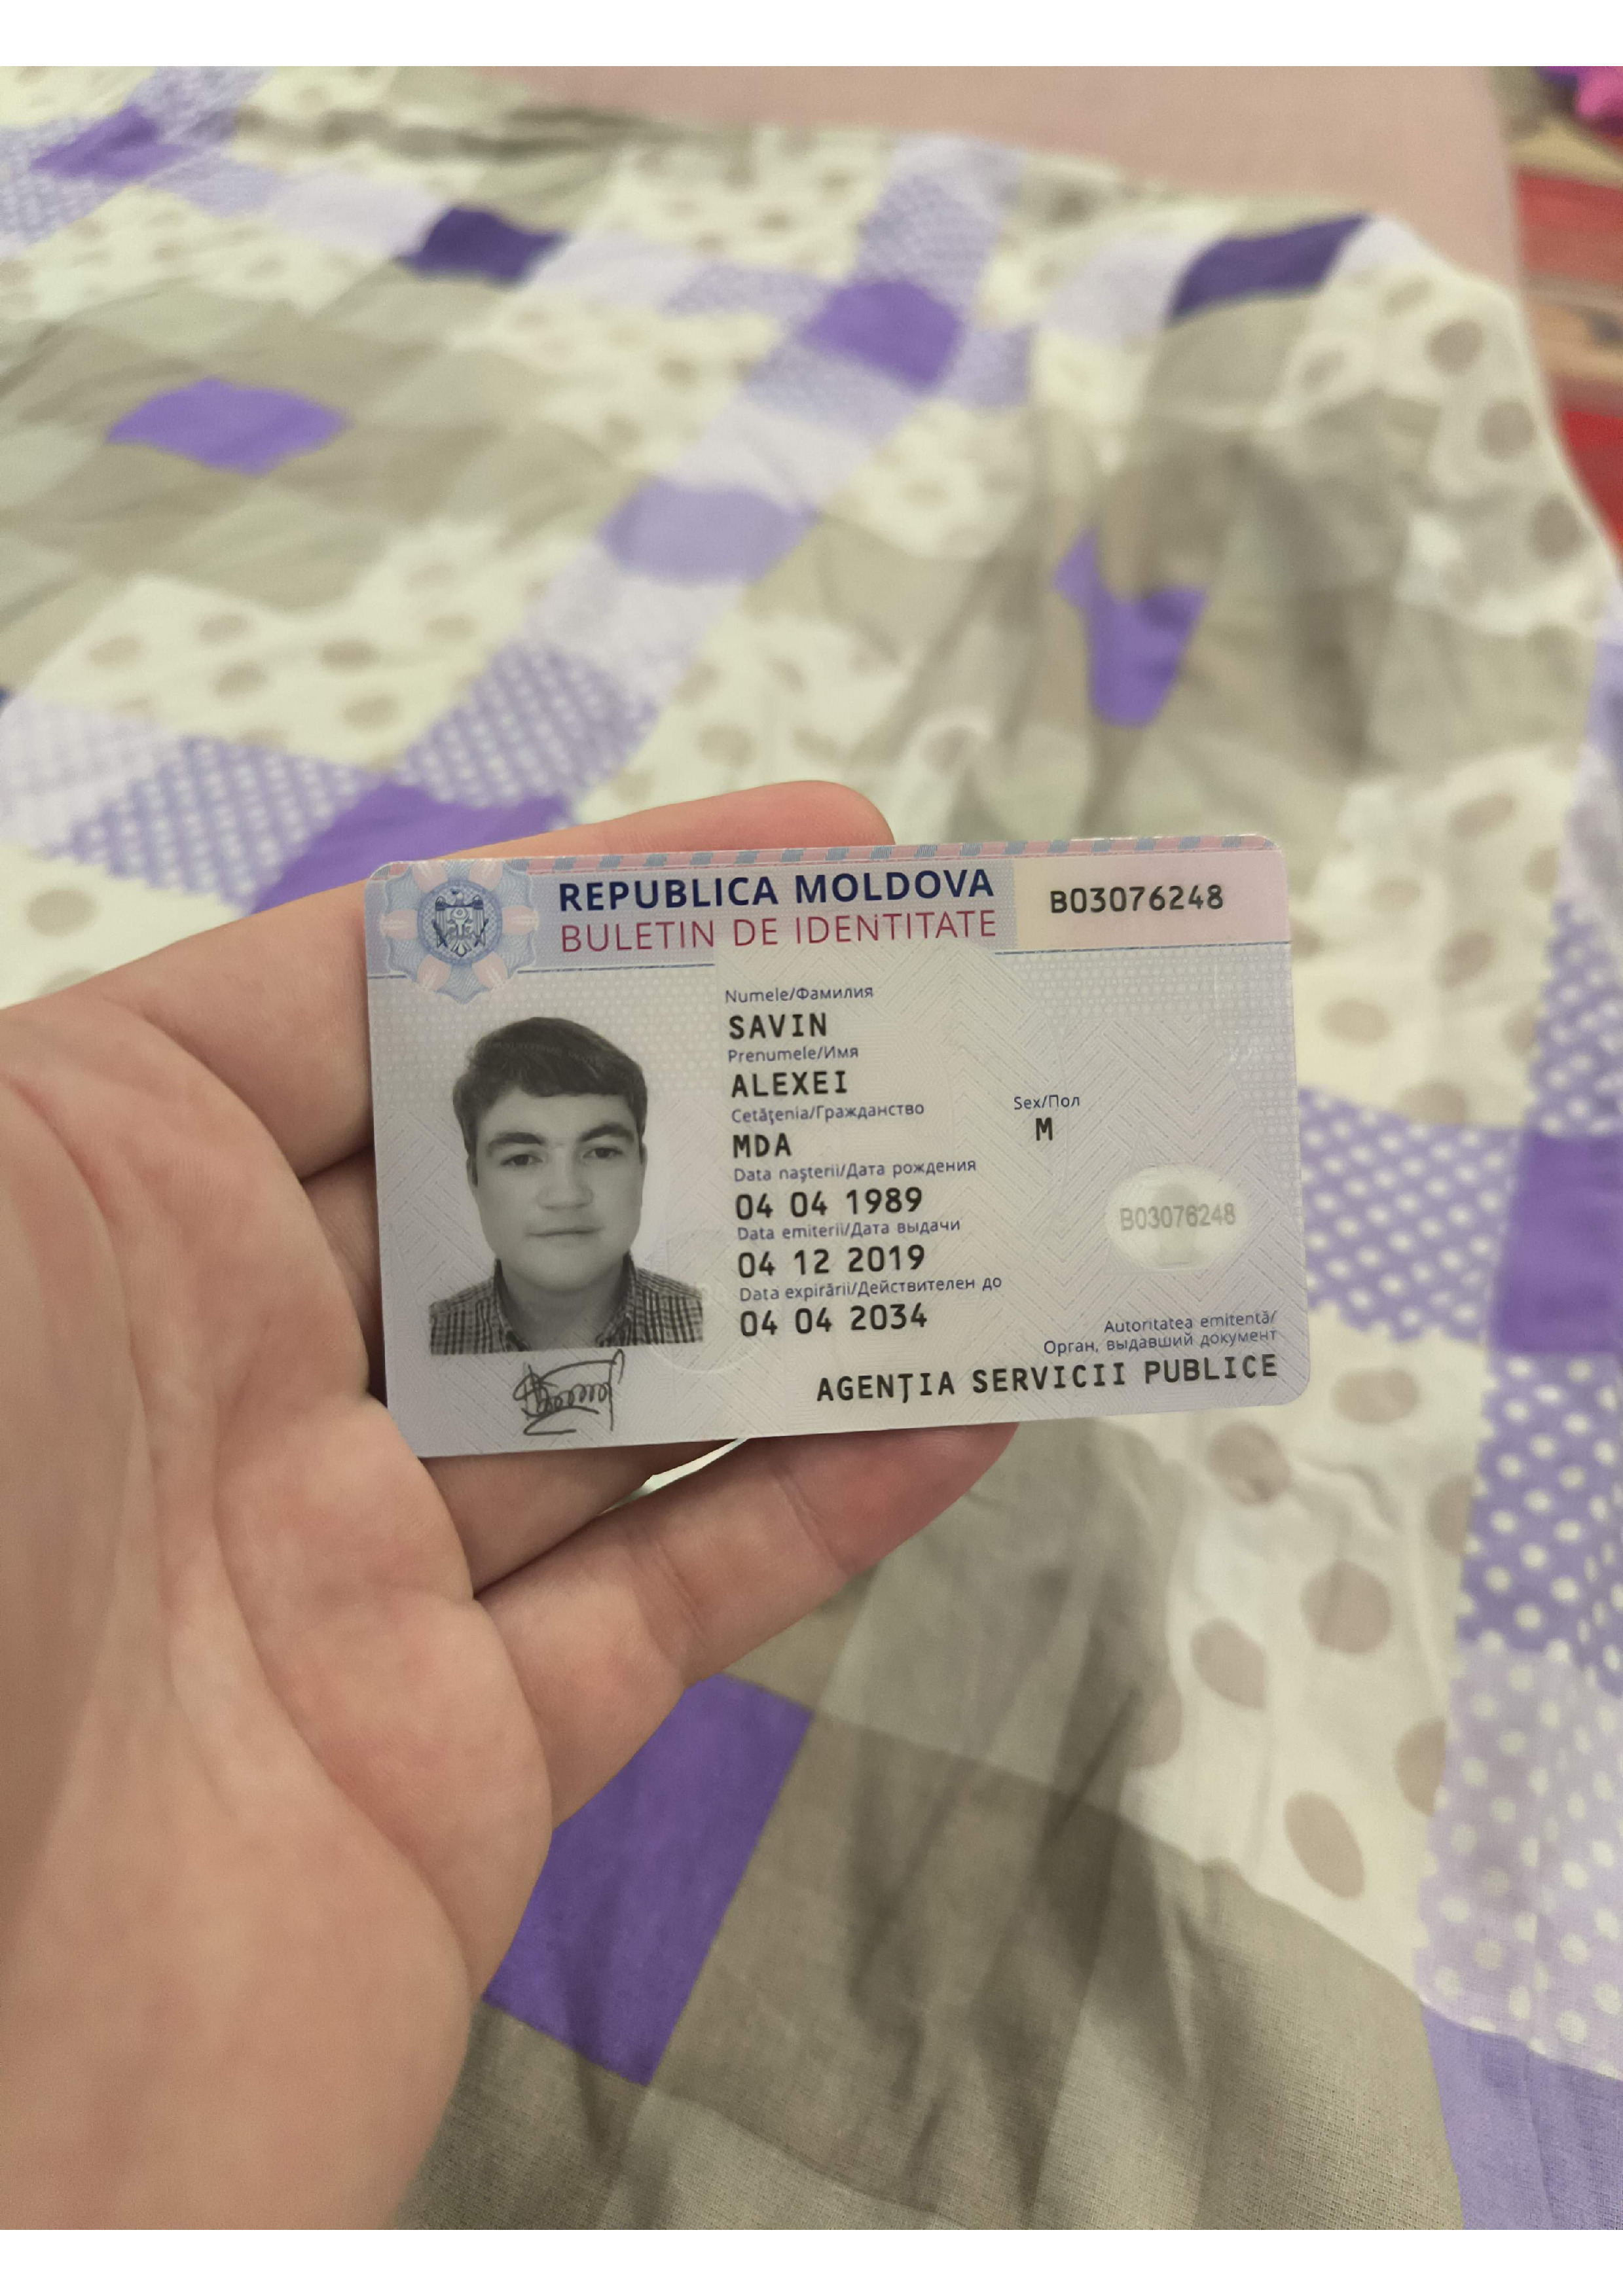 REPUBLICA MOLDOVA
BULETIN DE IDENTITATE
B03076248
Numele/Фамилия
SAVIN
Prenumele/Имя
ALEXEI
Cetăţenia/Гражданство
MDA
Sex/Пол
M
Data naşterii/Дата рождения
04 04 1989
Data emiterii/Дата выдачи
04 12 2019
Data expirării/Действителен до
04 04 2034
B03076248
Autoritatea emitentă/
Орган, выдавший документ
AGENŢIA SERVICII PUBLICE